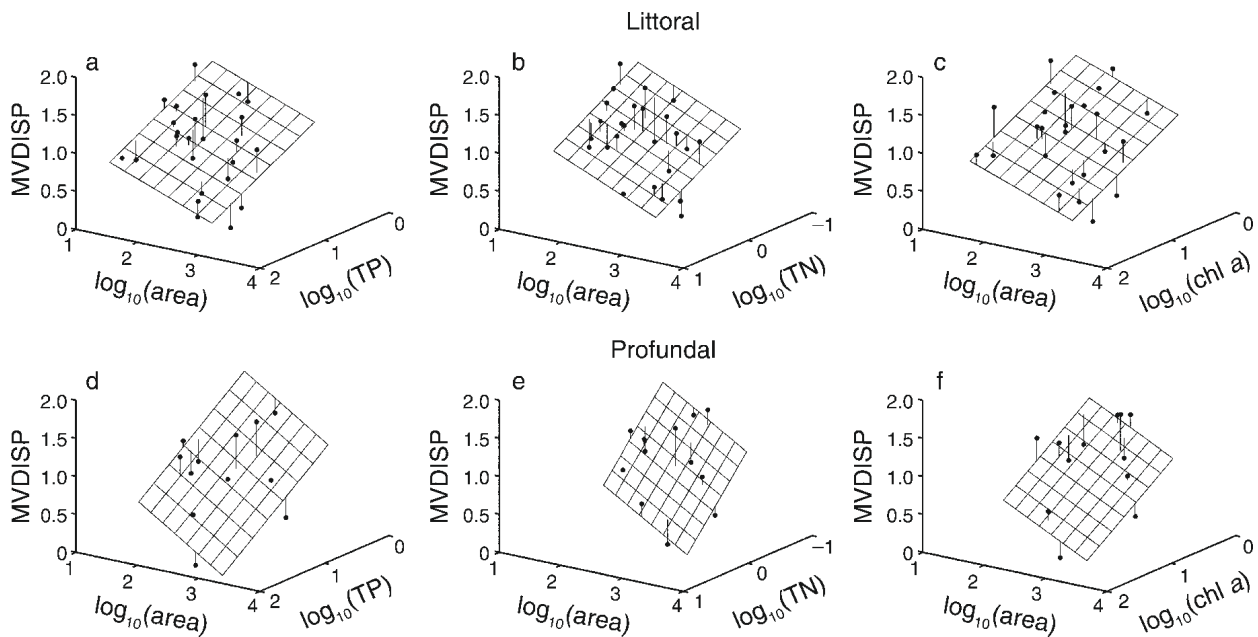 Littoral
a
b
c
MVDISP
2.0
1.5
1.0
0.5
0
1
2
3
4
log10(area)
2
1
0
log10(TP)
MVDISP
2.0
1.5
1.0
0.5
0
1
2
3
4
log10(area)
1
0
−1
log10(TN)
MVDISP
2.0
1.5
1.0
0.5
0
1
2
3
4
log10(area)
2
1
0
log10(chl a)
Profundal
d
e
f
MVDISP
2.0
1.5
1.0
0.5
0
1
2
3
4
log10(area)
2
1
0
log10(TP)
MVDISP
2.0
1.5
1.0
0.5
0
1
2
3
4
log10(area)
1
0
−1
log10(TN)
MVDISP
2.0
1.5
1.0
0.5
0
1
2
3
4
log10(area)
2
1
0
log10(chl a)